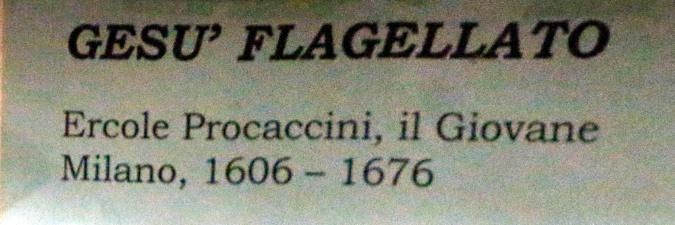 GESU' FLAGELLATO
Ercole Procaccini, il Giovane
Milano, 1606 – 1676